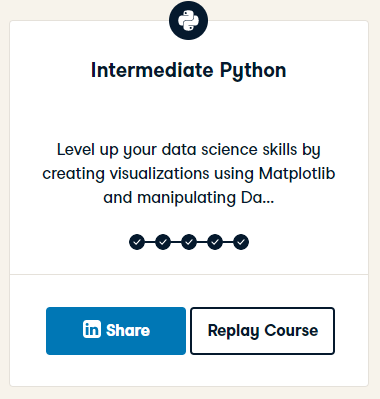 Intermediate Python
Level up your data science skills by
creating visualizations using Matplotlib
and manipulating Da...
in Share
Replay Course